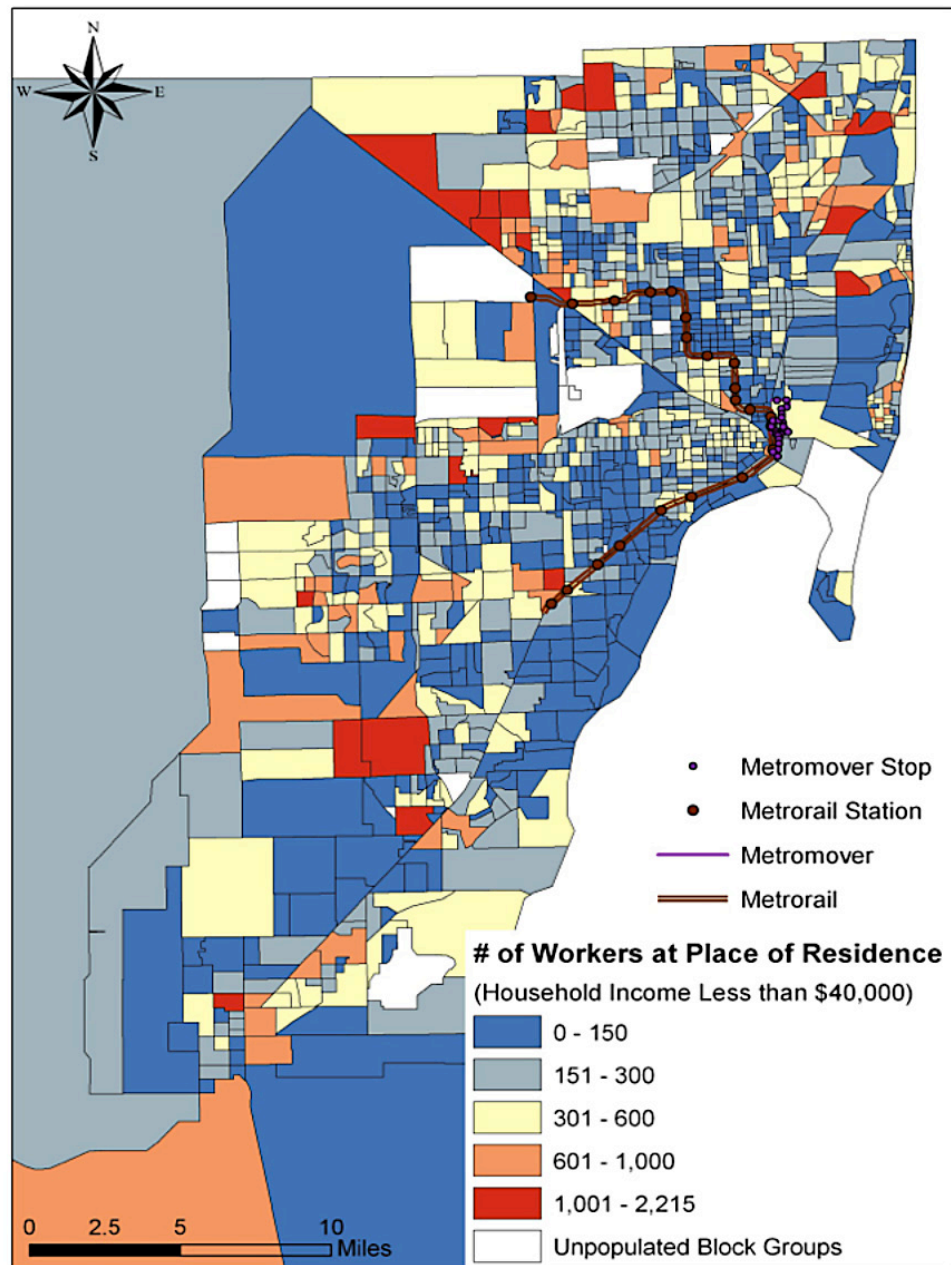 N
W E
S
Metromover Stop
Metrorail Station
Metromover
Metrorail
# of Workers at Place of Residence
(Household Income Less than $40,000)
0 - 150
151 - 300
301 - 600
601 - 1,000
1,001 - 2,215
Unpopulated Block Groups
0 2.5 5 10
Miles